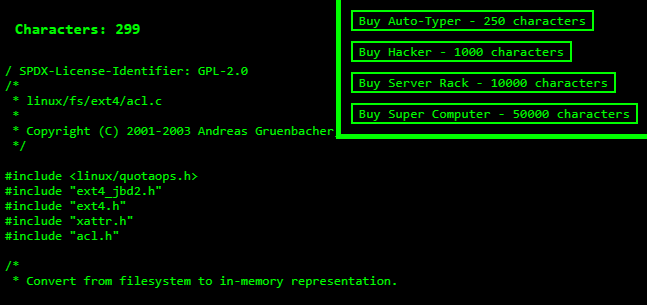 Characters: 299
Buy Auto-Typer - 250 characters
Buy Hacker - 1000 characters
Buy Server Rack - 10000 characters
Buy Super Computer - 50000 characters
/ SPDX-License-Identifier: GPL-2.0
/*
 * linux/fs/ext4/acl.c
 *
 * Copyright (C) 2001-2003 Andreas Gruenbacher
 */

#include <linux/quotaops.h>
#include "ext4_jbd2.h"
#include "ext4.h"
#include "xattr.h"
#include "acl.h"

/*
 * Convert from filesystem to in-memory representation.